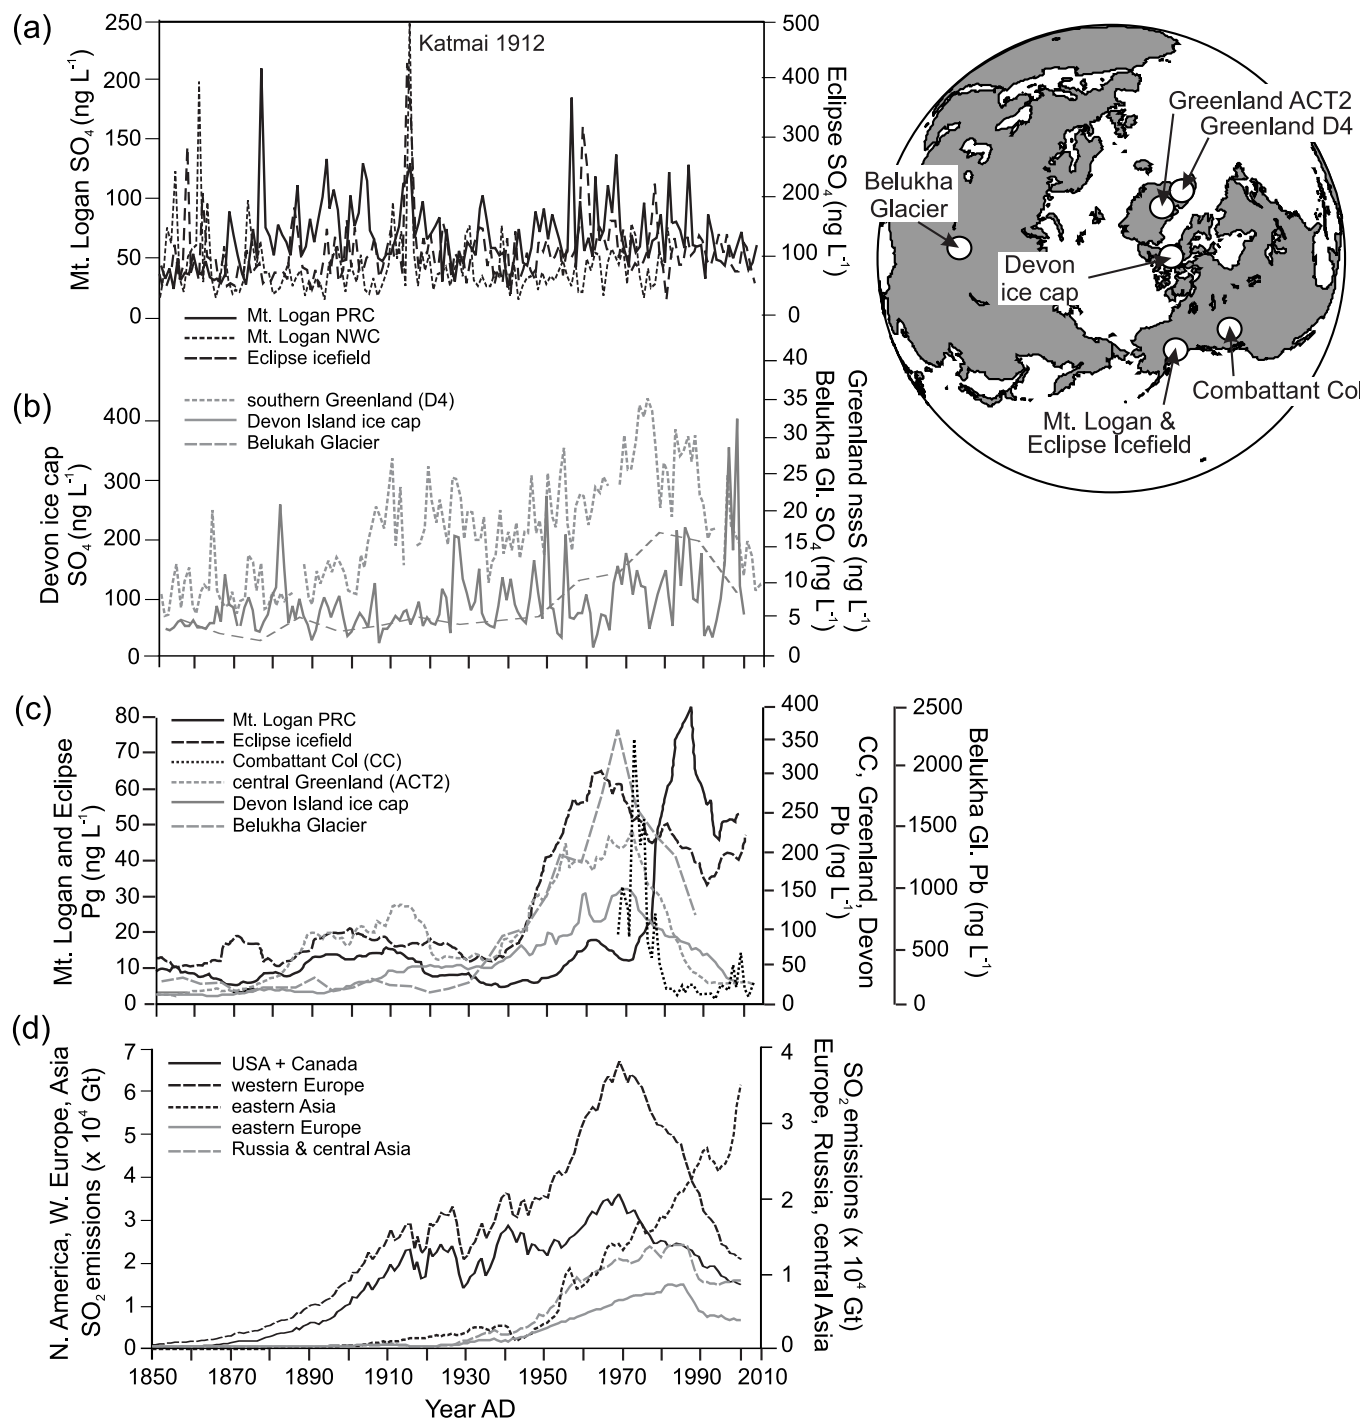 (a)
250
200
150
100
50
0
Mt. Logan SO₄ (ng L⁻¹)
Katmai 1912
500
400
300
200
100
0
Eclipse SO₄ (ng L⁻¹)
Mt. Logan PRC
Mt. Logan NWC
Eclipse icefield
Greenland ACT2
Greenland D4
Belukha
Glacier
Devon
ice cap
Combattant Col
Mt. Logan &
Eclipse Icefield
(b)
400
300
200
100
0
Devon ice cap
SO₄ (ng L⁻¹)
southern Greenland (D4)
Devon Island ice cap
Belukah Glacier
40
35
30
25
20
15
10
5
0
Belukha Gl. SO₄ (ng L⁻¹)
Greenland nssS (ng L⁻¹)
(c)
80
70
60
50
40
30
20
10
0
Mt. Logan and Eclipse
Pg (ng L⁻¹)
Mt. Logan PRC
Eclipse icefield
Combattant Col (CC)
central Greenland (ACT2)
Devon Island ice cap
Belukha Glacier
400
350
300
250
200
150
100
50
0
CC, Greenland, Devon
Pb (ng L⁻¹)
2500
2000
1500
1000
500
0
Belukha Gl. Pb (ng L⁻¹)
(d)
7
6
5
4
3
2
1
0
N. America, W. Europe, Asia
SO₂ emissions (x 10⁴ Gt)
USA + Canada
western Europe
eastern Asia
eastern Europe
Russia & central Asia
4
3
2
1
0
SO₂ emissions (x 10⁴ Gt)
Europe, Russia, central Asia
1850 1870 1890 1910 1930 1950 1970 1990 2010
Year AD